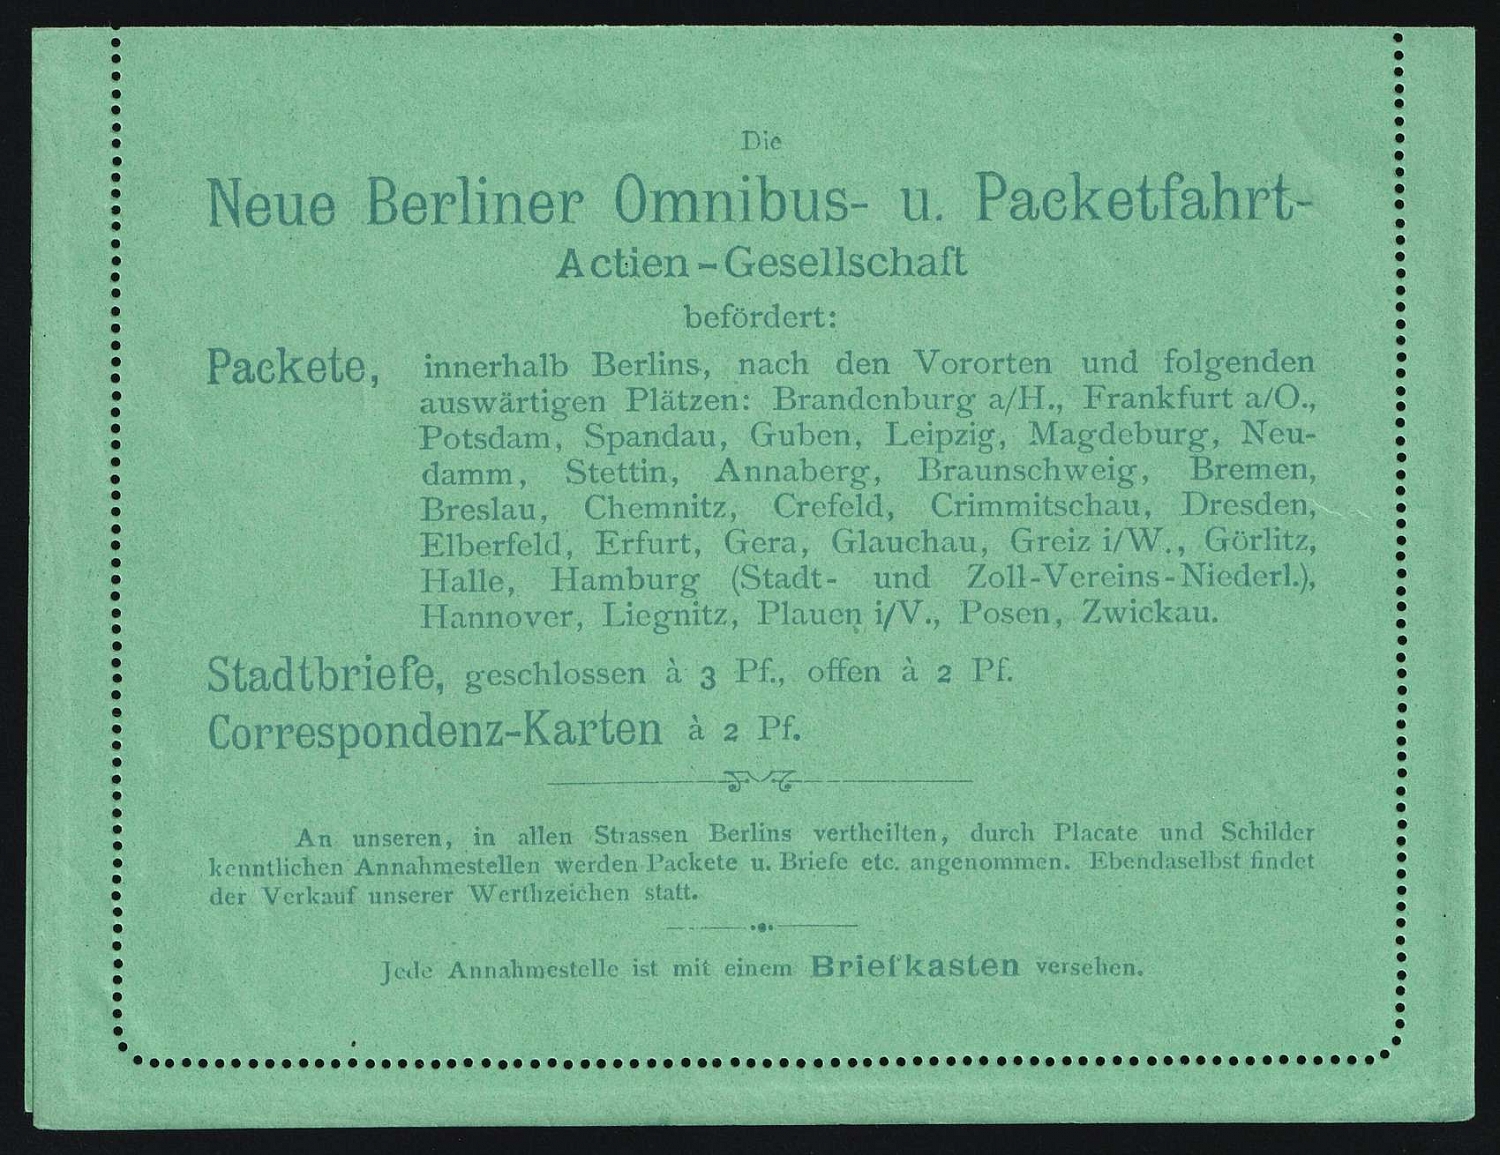 Die
Neue Berliner Omnibus- u. Packetfahrt-
Actien-Gesellschaft
befördert:
Packete, innerhalb Berlins, nach den Vororten und folgenden
auswärtigen Plätzen: Brandenburg a/H., Frankfurt a/O.,
Potsdam, Spandau, Guben, Leipzig, Magdeburg, Neu-
damm, Stettin, Annaberg, Braunschweig, Bremen,
Breslau, Chemnitz, Crefeld, Crimmitschau, Dresden,
Elberfeld, Erfurt, Gera, Glauchau, Greiz i/W., Görlitz,
Halle, Hamburg (Stadt- und Zoll-Vereins-Niederl.),
Hannover, Liegnitz, Plauen i/V., Posen, Zwickau.
Stadtbriefe, geschlossen à 3 Pf., offen à 2 Pf.
Correspondenz-Karten à 2 Pf.
An unseren, in allen Strassen Berlins vertheilten, durch Placate und Schilder
kenntlichen Annahmestellen werden Packete u. Briefe etc. angenommen. Ebendaselbst findet
der Verkauf unserer Werthzeichen statt.
Jede Annahmestelle ist mit einem Briefkasten versehen.